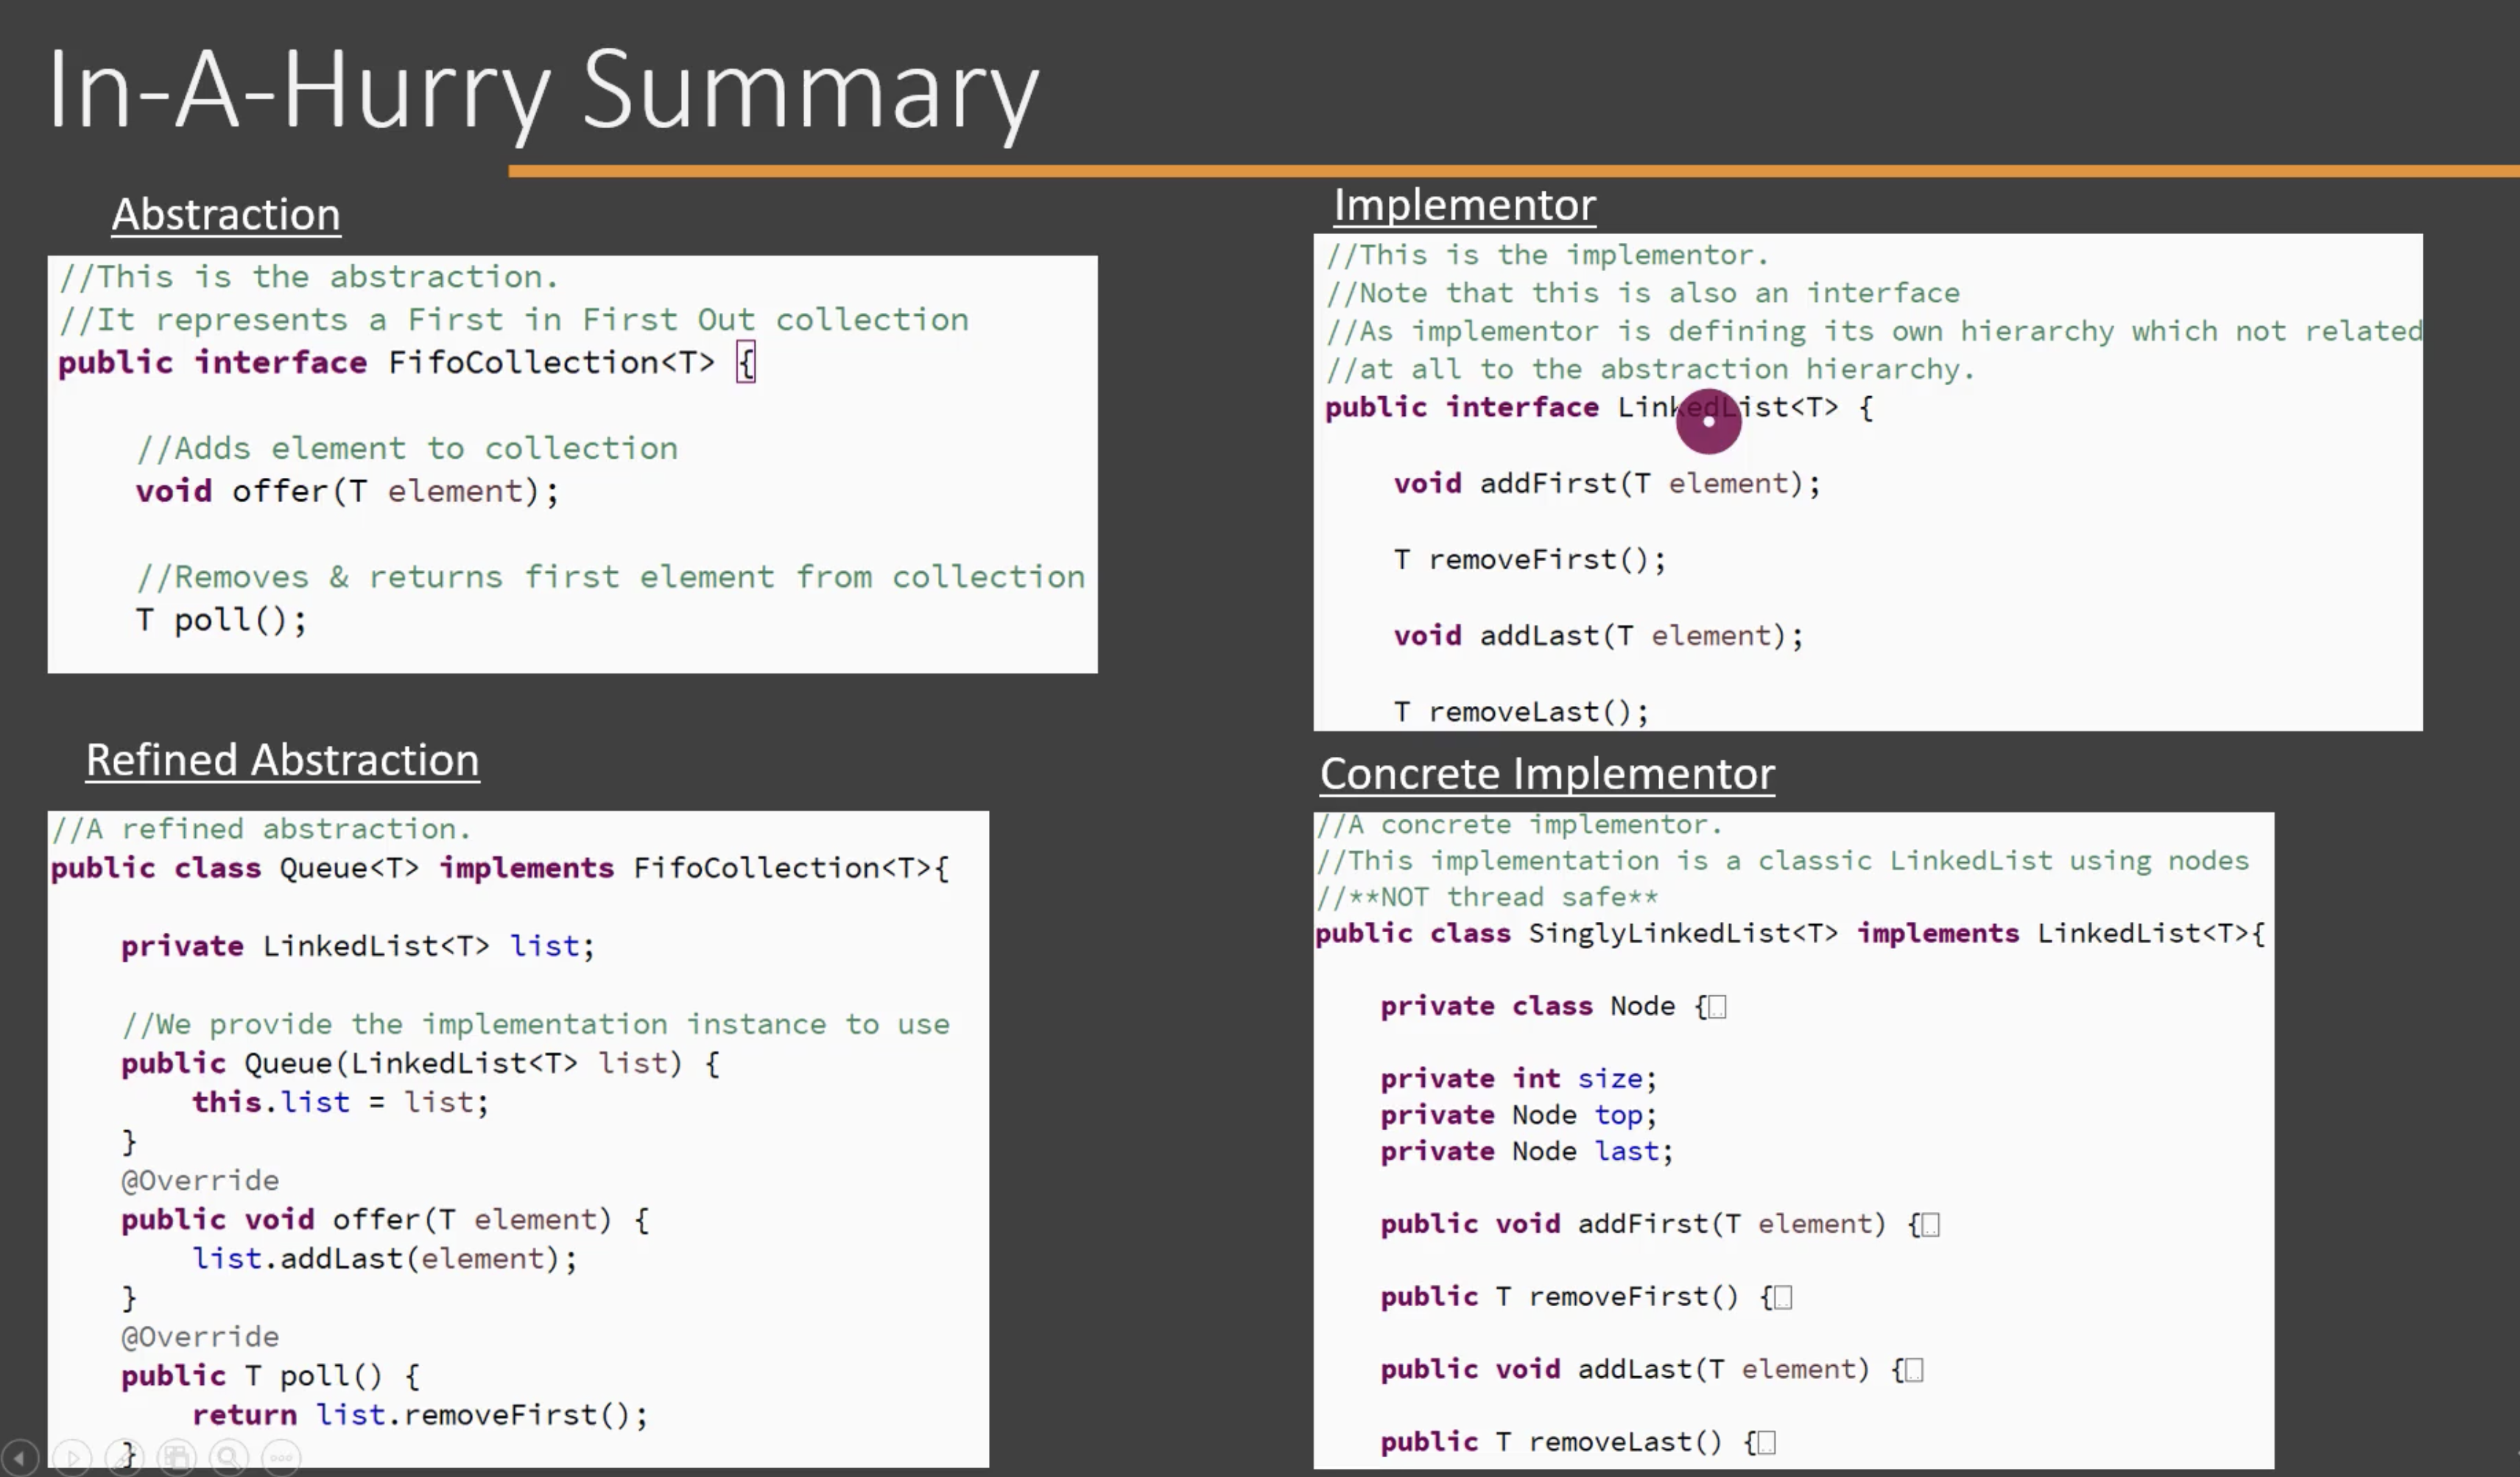 In-A-Hurry Summary
Abstraction
//This is the abstraction.
//It represents a First in First Out collection
public interface FifoCollection<T> {
//Adds element to collection
void offer(T element);
//Removes & returns first element from collection
T poll();
Implementor
//This is the implementor.
//Note that this is also an interface
//As implementor is defining its own hierarchy which not related
//at all to the abstraction hierarchy.
public interface LinkedList<T> {
void addFirst(T element);
T removeFirst();
void addLast(T element);
T removeLast();
Refined Abstraction
//A refined abstraction.
public class Queue<T> implements FifoCollection<T>{
private LinkedList<T> list;
//We provide the implementation instance to use
public Queue(LinkedList<T> list) {
this.list = list;
}
@Override
public void offer(T element) {
list.addLast(element);
}
@Override
public T poll() {
return list.removeFirst();
}
Concrete Implementor
//A concrete implementor.
//This implementation is a classic LinkedList using nodes
//**NOT thread safe**
public class SinglyLinkedList<T> implements LinkedList<T>{
private class Node {
private int size;
private Node top;
private Node last;
public void addFirst(T element) {
public T removeFirst() {
public void addLast(T element) {
public T removeLast() {